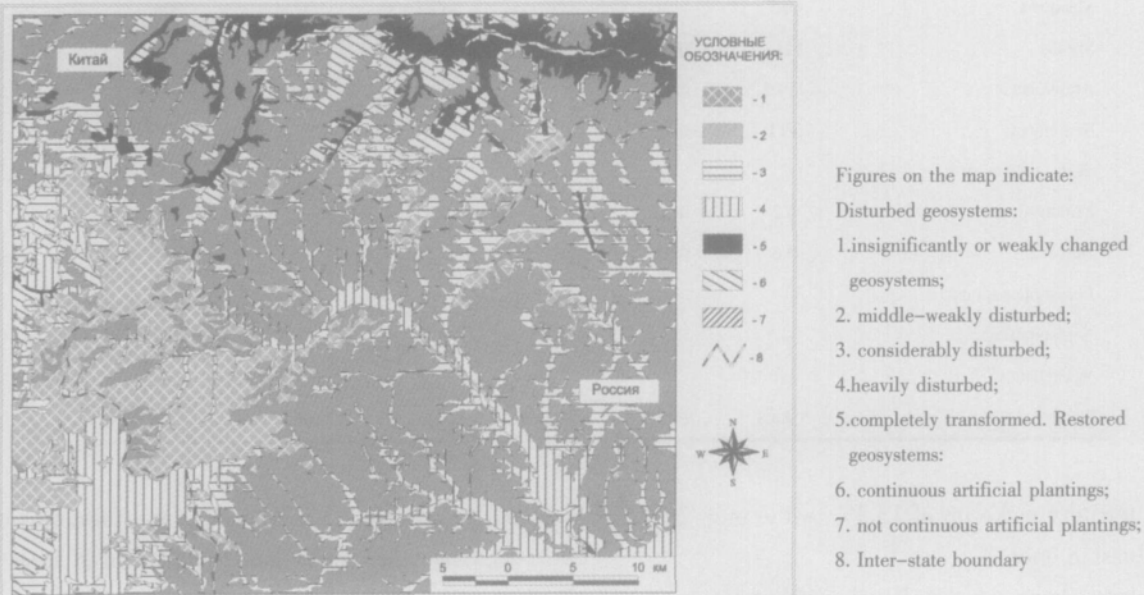 Китай
Россия
5 0 5 10 км
УСЛОВНЫЕ
ОБОЗНАЧЕНИЯ:
- 1
- 2
- 3
- 4
- 5
- 6
- 7
- 8
N
W E
S
Figures on the map indicate:
Disturbed geosystems:
1.insignificantly or weakly changed
geosystems;
2. middle-weakly disturbed;
3. considerably disturbed;
4.heavily disturbed;
5.completely transformed. Restored
geosystems:
6. continuous artificial plantings;
7. not continuous artificial plantings;
8. Inter-state boundary